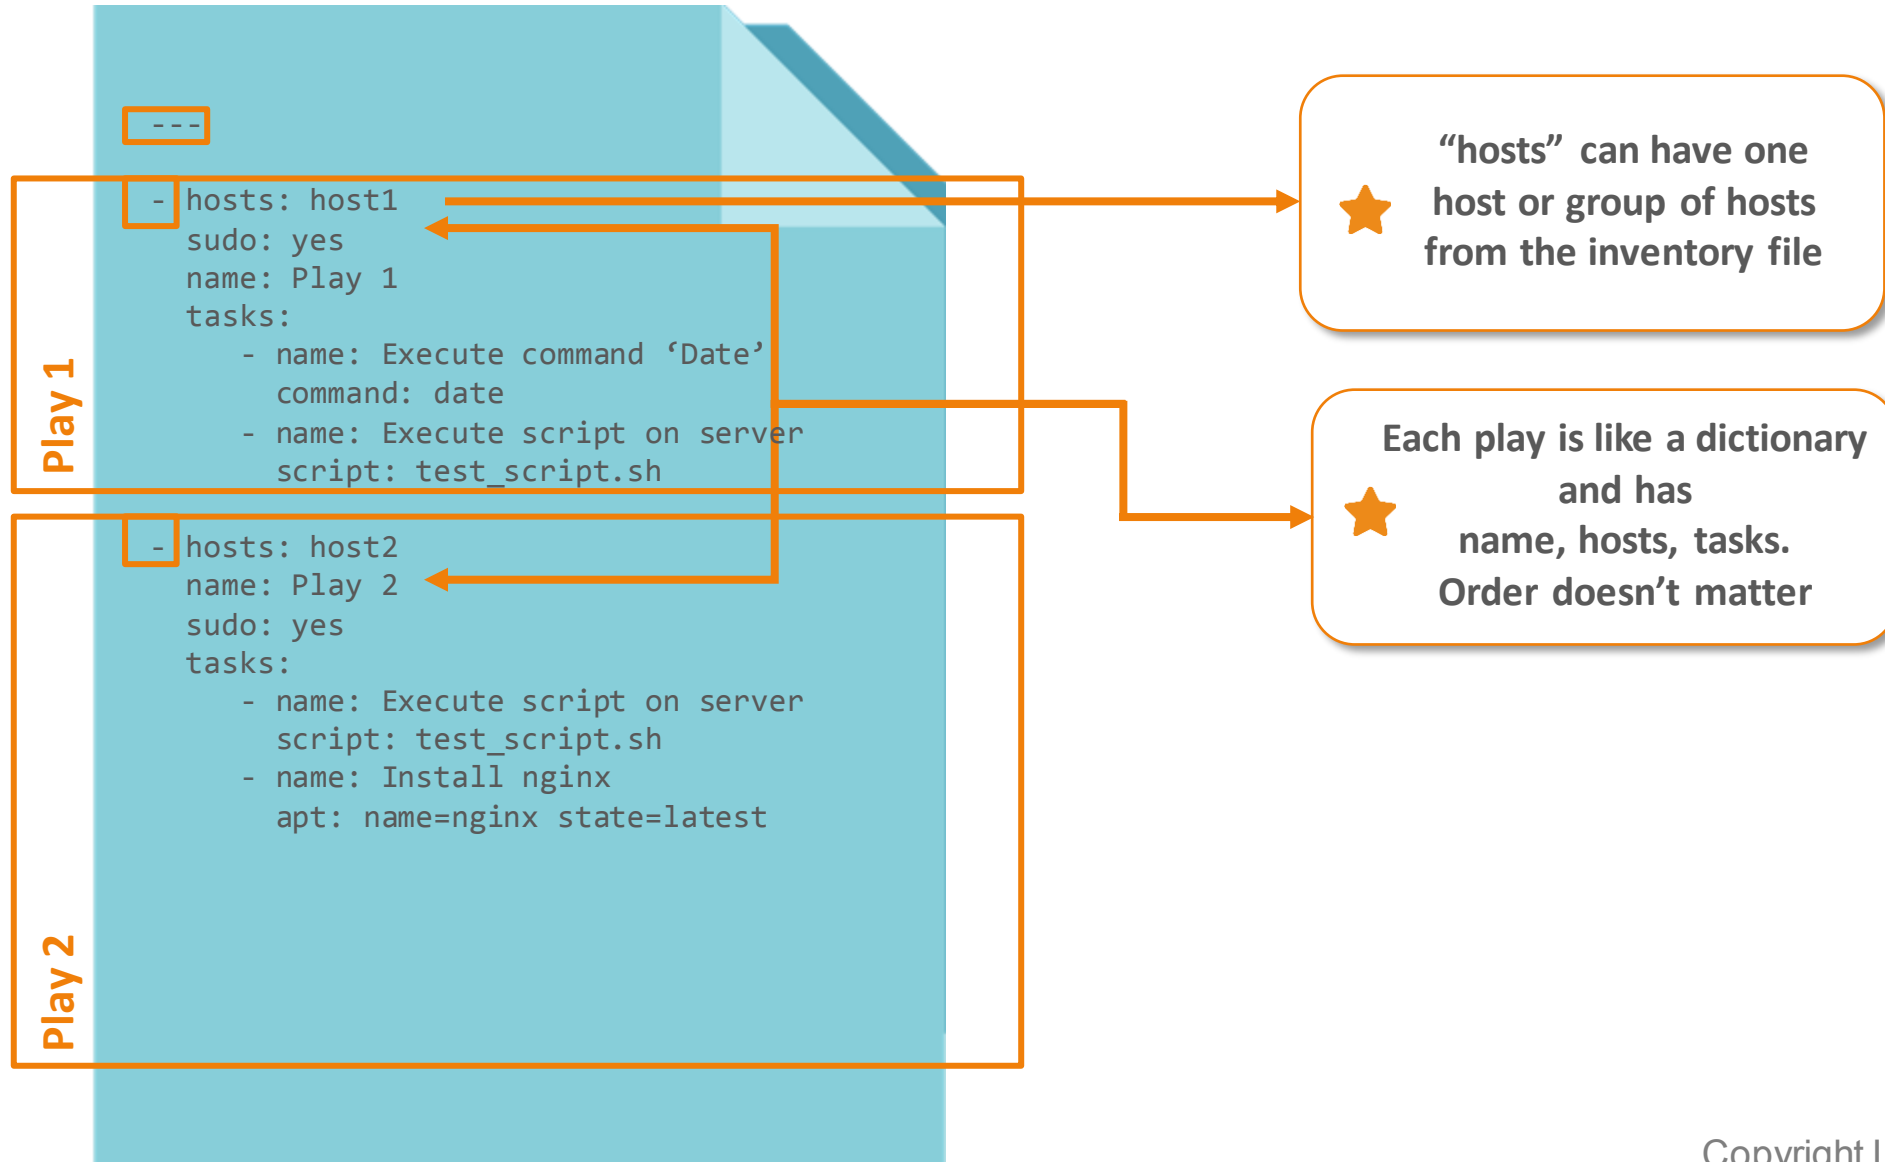 ---
- hosts: host1
sudo: yes
name: Play 1
tasks:
- name: Execute command ‘Date’
command: date
- name: Execute script on server
script: test_script.sh
Play 1
- hosts: host2
name: Play 2
sudo: yes
tasks:
- name: Execute script on server
script: test_script.sh
- name: Install nginx
apt: name=nginx state=latest
Play 2
“hosts” can have one
host or group of hosts
from the inventory file
Each play is like a dictionary
and has
name, hosts, tasks.
Order doesn’t matter
Copyright